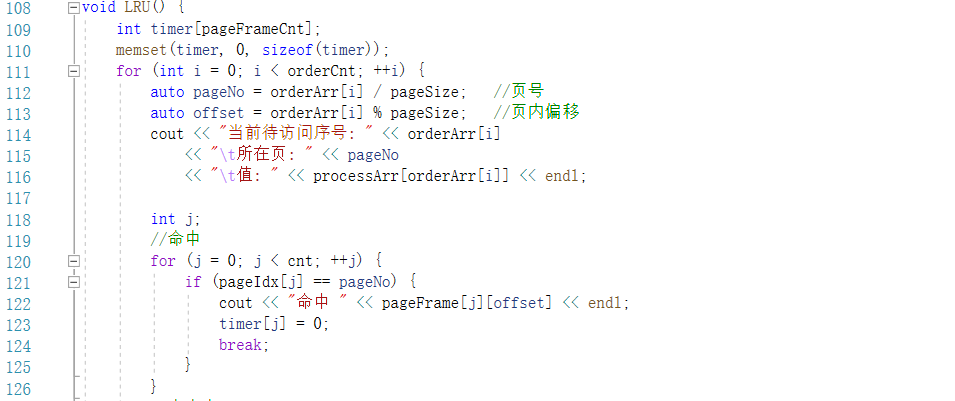 108 void LRU() {
109 int timer[pageFrameCnt];
110 memset(timer, 0, sizeof(timer));
111 for (int i = 0; i < orderCnt; ++i) {
112 auto pageNo = orderArr[i] / pageSize; //页号
113 auto offset = orderArr[i] % pageSize; //页内偏移
114 cout << "当前待访问序号: " << orderArr[i]
115 << "\t所在页: " << pageNo
116 << "\t值: " << processArr[orderArr[i]] << endl;
117
118 int j;
119 //命中
120 for (j = 0; j < cnt; ++j) {
121 if (pageIdx[j] == pageNo) {
122 cout << "命中 " << pageFrame[j][offset] << endl;
123 timer[j] = 0;
124 break;
125 }
126 }